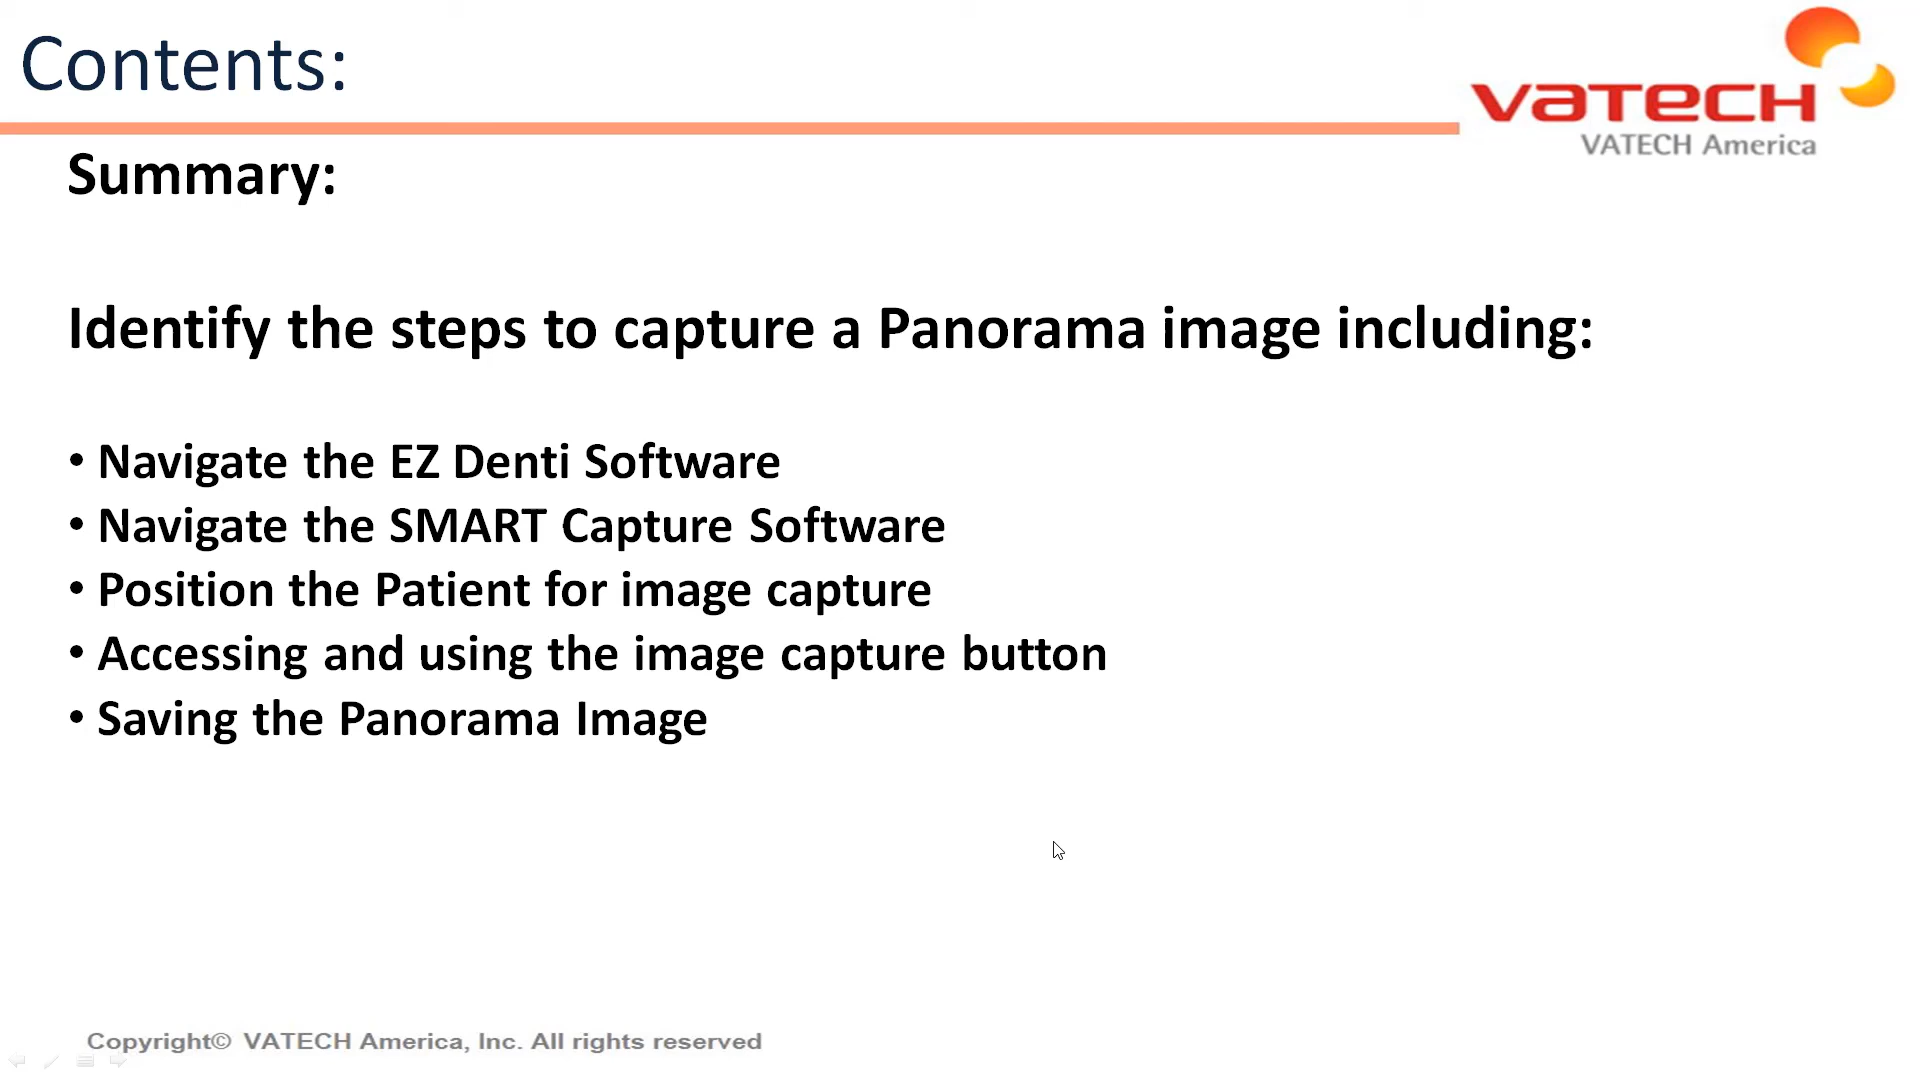 Contents:
vatech
VATECH America
Summary:
Identify the steps to capture a Panorama image including:
• Navigate the EZ Denti Software
• Navigate the SMART Capture Software
• Position the Patient for image capture
• Accessing and using the image capture button
• Saving the Panorama Image
Copyright© VATECH America, Inc. All rights reserved